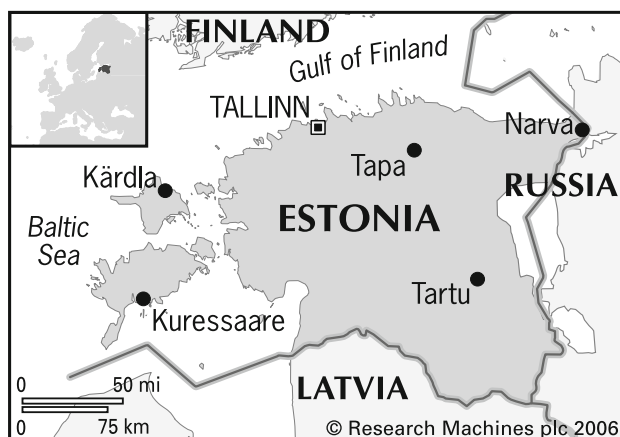 FINLAND
Gulf of Finland
TALLINN
Narva
Tapa
Kärdla
RUSSIA
ESTONIA
Baltic
Sea
Tartu
Kuressaare
LATVIA
0 50 mi
0 75 km
© Research Machines plc 2006